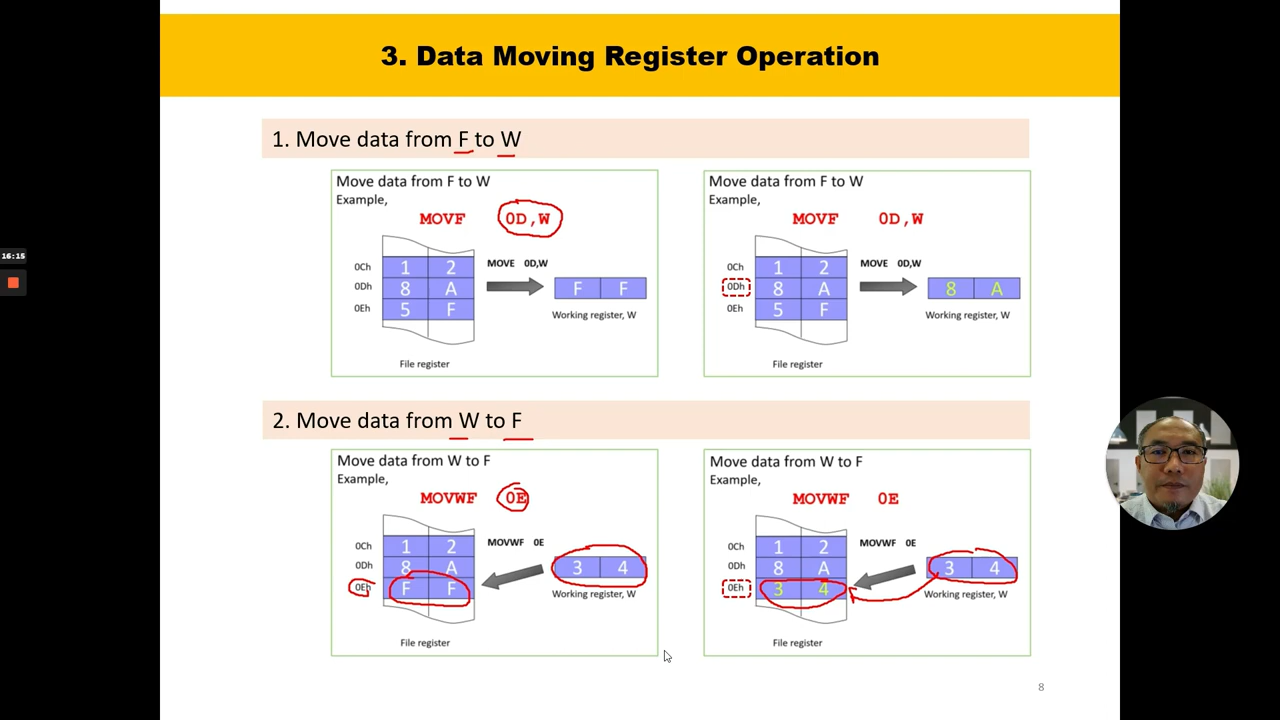 3. Data Moving Register Operation
16:15
1. Move data from F to W
Move data from F to W
Example,
MOVF 0D,W
0Ch 1 2
0Dh 8 A
0Eh 5 F
MOVE 0D,W
F F
Working register, W
File register
Move data from F to W
Example,
MOVF 0D,W
0Ch 1 2
0Dh 8 A
0Eh 5 F
MOVE 0D,W
8 A
Working register, W
File register
2. Move data from W to F
Move data from W to F
Example,
MOVWF 0E
0Ch 1 2
0Dh 8 A
0Eh F F
MOVWF 0E
3 4
Working register, W
File register
Move data from W to F
Example,
MOVWF 0E
0Ch 1 2
0Dh 8 A
0Eh 3 4
MOVWF 0E
3 4
Working register, W
File register
8